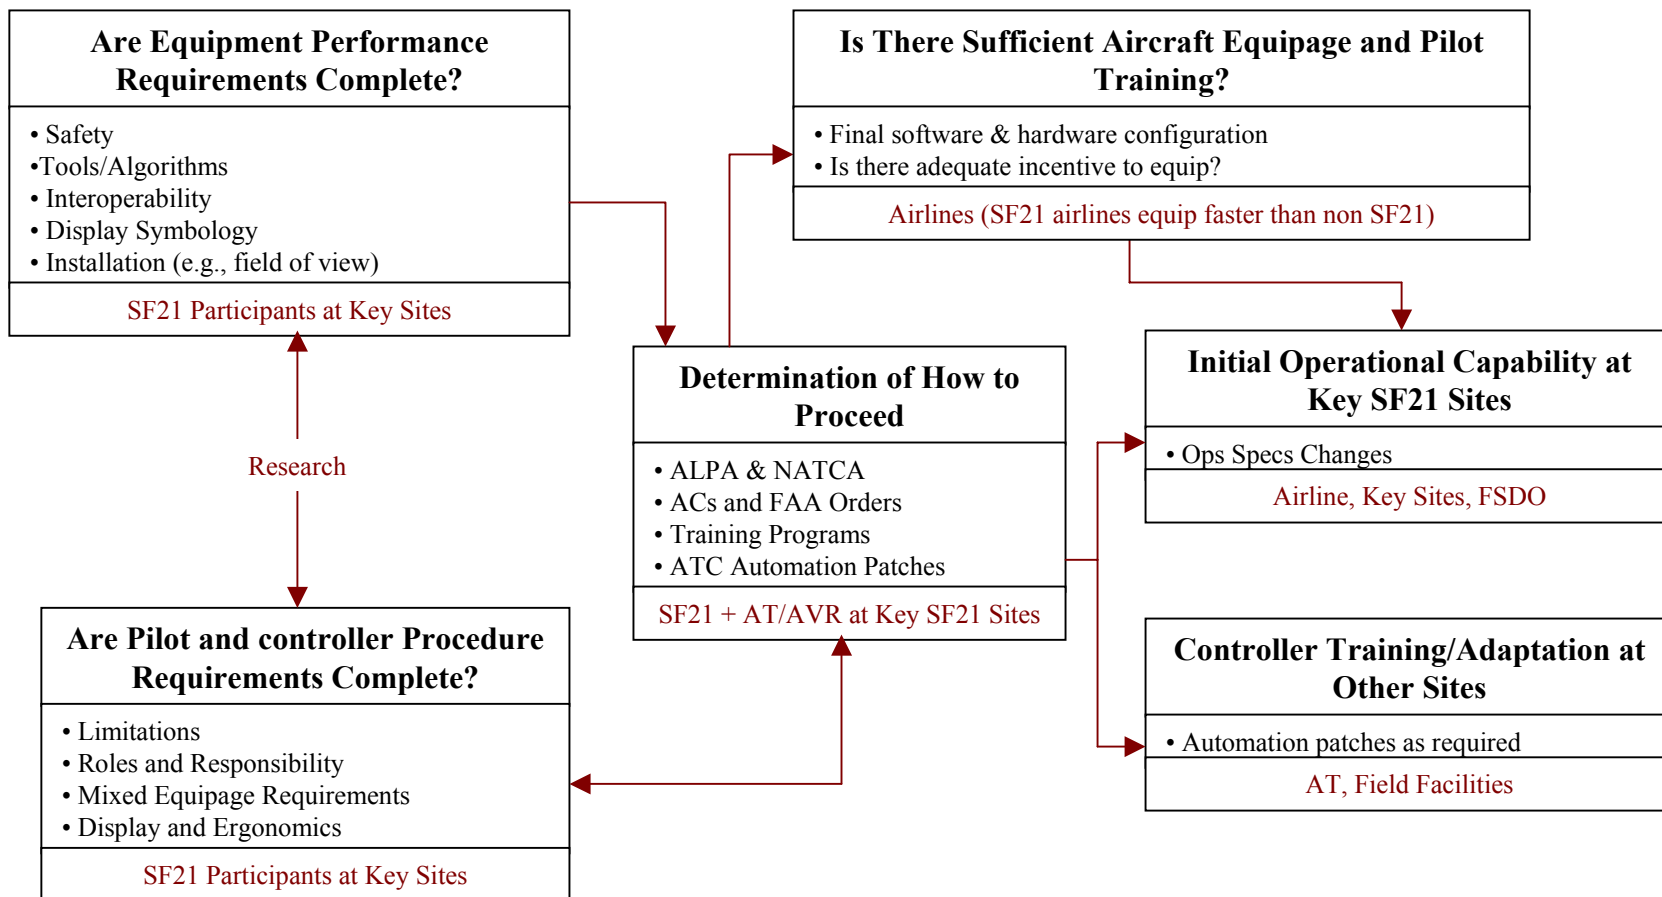 Are Equipment Performance
Requirements Complete?
• Safety
•Tools/Algorithms
• Interoperability
• Display Symbology
• Installation (e.g., field of view)
SF21 Participants at Key Sites
Is There Sufficient Aircraft Equipage and Pilot
Training?
• Final software & hardware configuration
• Is there adequate incentive to equip?
Airlines (SF21 airlines equip faster than non SF21)
Research
Determination of How to
Proceed
• ALPA & NATCA
• ACs and FAA Orders
• Training Programs
• ATC Automation Patches
SF21 + AT/AVR at Key SF21 Sites
Initial Operational Capability at
Key SF21 Sites
• Ops Specs Changes
Airline, Key Sites, FSDO
Are Pilot and controller Procedure
Requirements Complete?
• Limitations
• Roles and Responsibility
• Mixed Equipage Requirements
• Display and Ergonomics
SF21 Participants at Key Sites
Controller Training/Adaptation at
Other Sites
• Automation patches as required
AT, Field Facilities